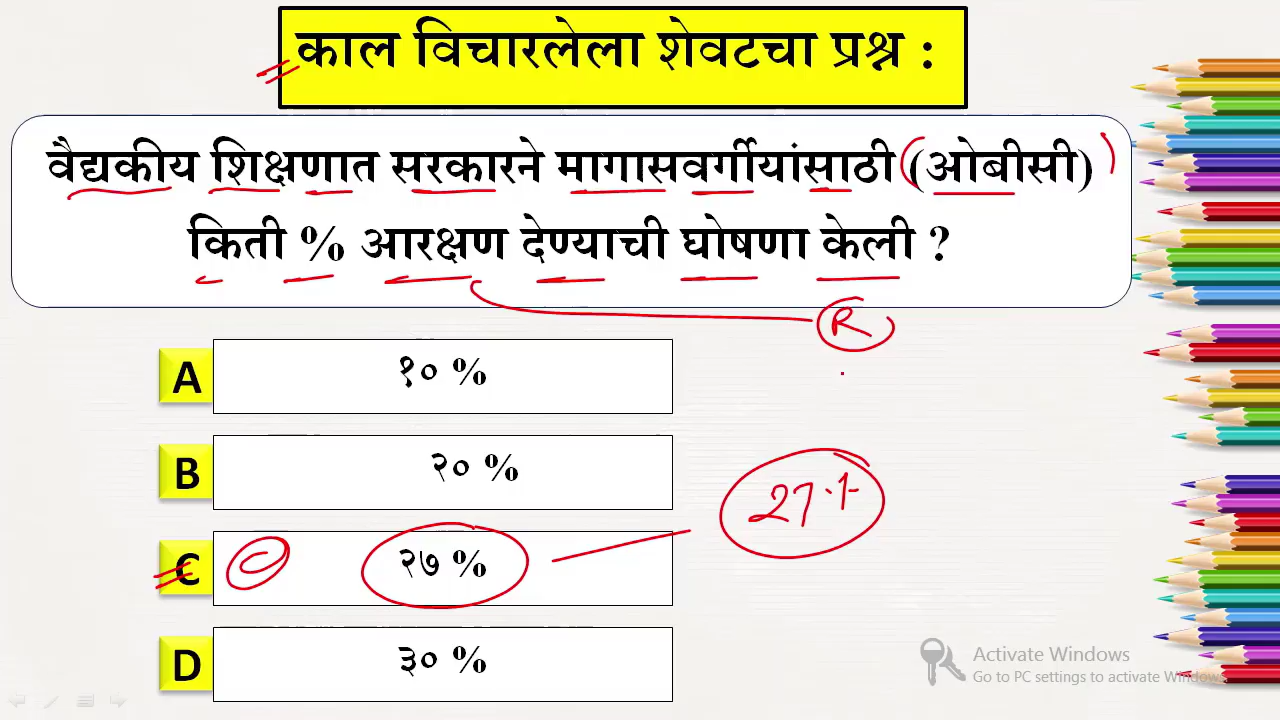 काल विचारलेला शेवटचा प्रश्न :
वैद्यकीय शिक्षणात सरकारने मागासवर्गीयांसाठी (ओबीसी)
किती % आरक्षण देण्याची घोषणा केली ?
R
A १० %
B २० %
27%
C C २७ %
D ३० %
Activate Windows
Go to PC settings to activate Windows.